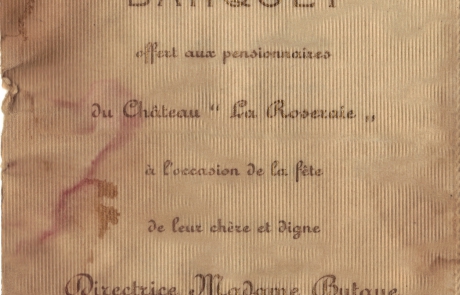 BANQUET
offert aux pensionnaires
du Château “ La Roseraie „
à l'occasion de la fête
de leur chère et digne
Directrice Madame Butaye